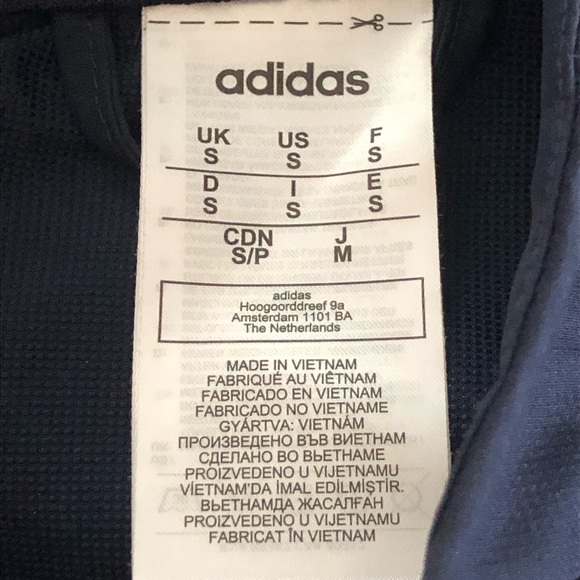 adidas
UK US F
S S S
D I E
S S S
CDN J
S/P M
adidas
Hoogoorddreef 9a
Amsterdam 1101 BA
The Netherlands
MADE IN VIETNAM
FABRIQUÉ AU VIÊTNAM
FABRICADO EN VIETNAM
FABRICADO NO VIETNAME
GYÁRTVA: VIETNÁM
ПРОИЗВЕДЕНО ВЪВ ВИЕТНАМ
СДЕЛАНО ВО ВЬЕТНАМЕ
PROIZVEDENO U VIJETNAMU
VİETNAM'DA İMAL EDİLMİŞTİR.
ВЬЕТНАМДА ЖАСАЛҒАН
PROIZVEDENO U VIJETNAMU
FABRICAT ÎN VIETNAM